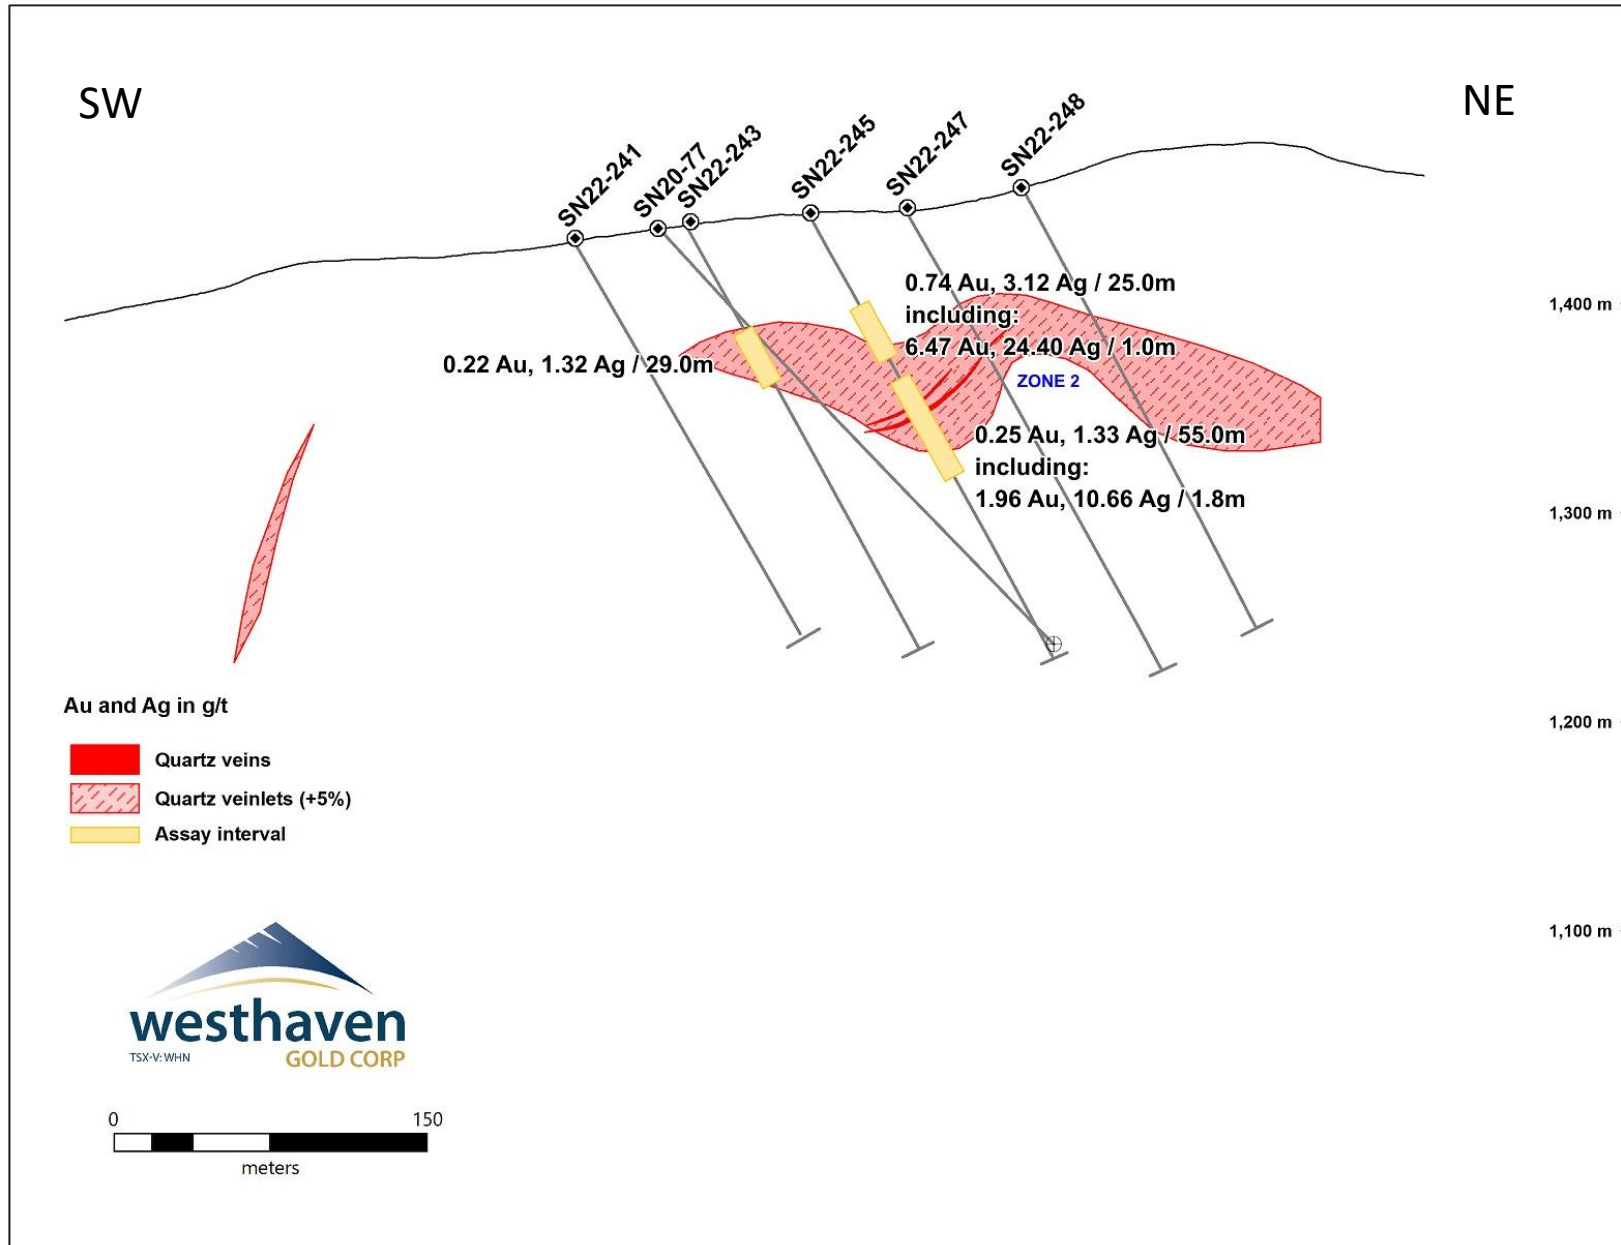 SW
NE
SN22-241
SN20-77
SN22-243
SN22-245
SN22-247
SN22-248
0.74 Au, 3.12 Ag / 25.0m
including:
6.47 Au, 24.40 Ag / 1.0m
1,400 m
0.22 Au, 1.32 Ag / 29.0m
ZONE 2
0.25 Au, 1.33 Ag / 55.0m
including:
1.96 Au, 10.66 Ag / 1.8m
1,300 m
1,200 m
1,100 m
Au and Ag in g/t
Quartz veins
Quartz veinlets (+5%)
Assay interval
westhaven
TSX-V: WHN
GOLD CORP
0 150
meters